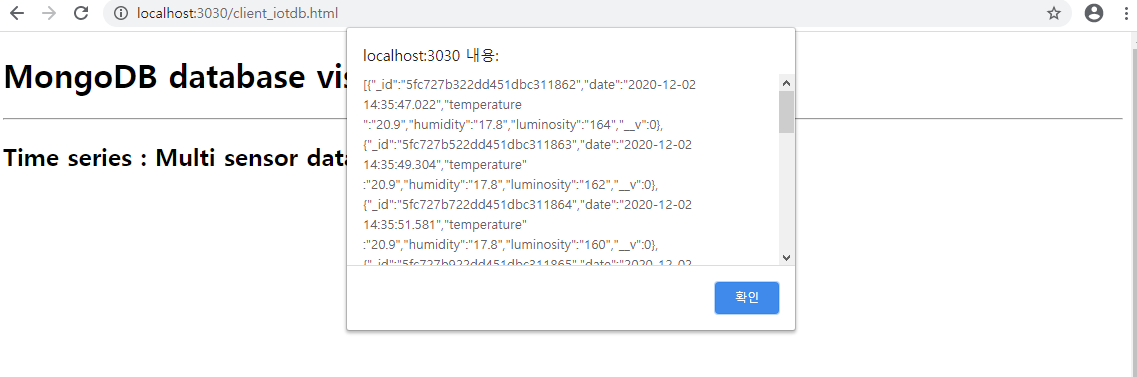 localhost:3030/client_iotdb.html
MongoDB database vis
Time series : Multi sensor data
localhost:3030 내용:
[{"_id":"5fc727b322dd451dbc311862","date":"2020-12-02
14:35:47.022","temperature
":"20.9","humidity":"17.8","luminosity":"164","__v":0},
{"_id":"5fc727b522dd451dbc311863","date":"2020-12-02
14:35:49.304","temperature"
:"20.9","humidity":"17.8","luminosity":"162","__v":0},
{"_id":"5fc727b722dd451dbc311864","date":"2020-12-02
14:35:51.581","temperature"
:"20.9","humidity":"17.8","luminosity":"160","__v":0},
{"_id":"5fc727b922dd451dbc311865","date":"2020-12-02
확인